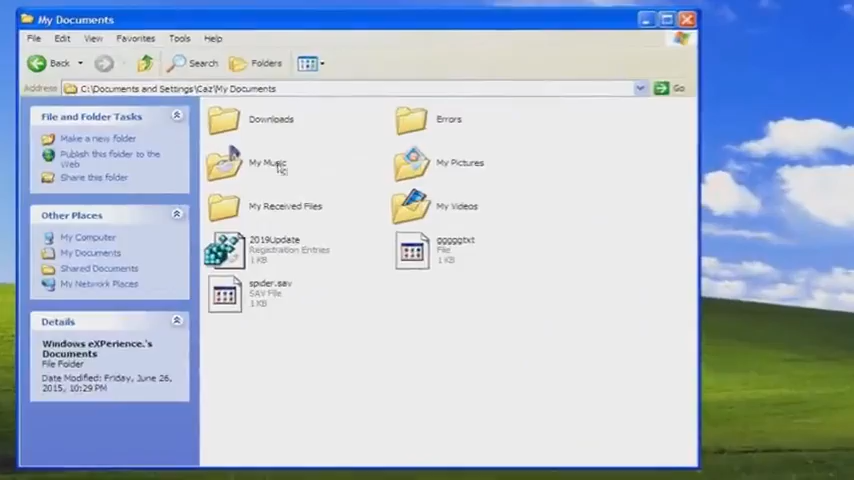 My Documents
File Edit View Favorites Tools Help
Back Search Folders
Address C:\Documents and Settings\Caz\My Documents Go
File and Folder Tasks
Make a new folder
Publish this folder to the
Web
Share this folder
Other Places
My Computer
My Documents
Shared Documents
My Network Places
Details
Windows eXPerience.'s
Documents
File Folder
Date Modified: Friday, June 26,
2015, 10:29 PM
Downloads
Errors
My Music
My Pictures
My Received Files
My Videos
2019Update
Registration Entries
1 KB
gggggtxt
File
1 KB
spider.sav
SAV File
1 KB